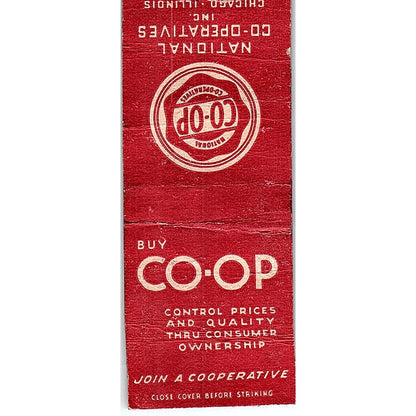 NATIONAL
CO-OPERATIVES
INC.
CHICAGO · ILLINOIS
NATIONAL
CO-OP
CO-OPERATIVES
BUY
CO-OP
CONTROL PRICES
AND QUALITY
THRU CONSUMER
OWNERSHIP
JOIN A COOPERATIVE
CLOSE COVER BEFORE STRIKING